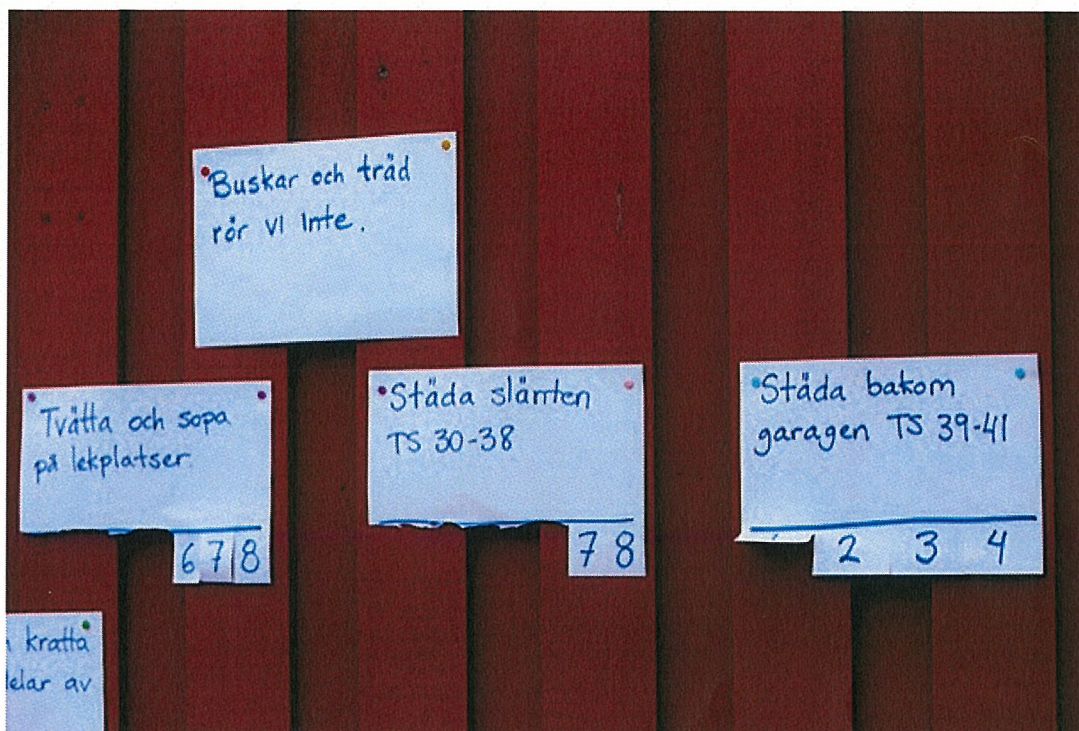 Buskar och träd
rör vi inte.
Tvätta och sopa
på lekplatser.
6 7 8
Städa slänten
TS 30-38
7 8
Städa bakom
garagen TS 39-41
2 3 4
kratta
delar av